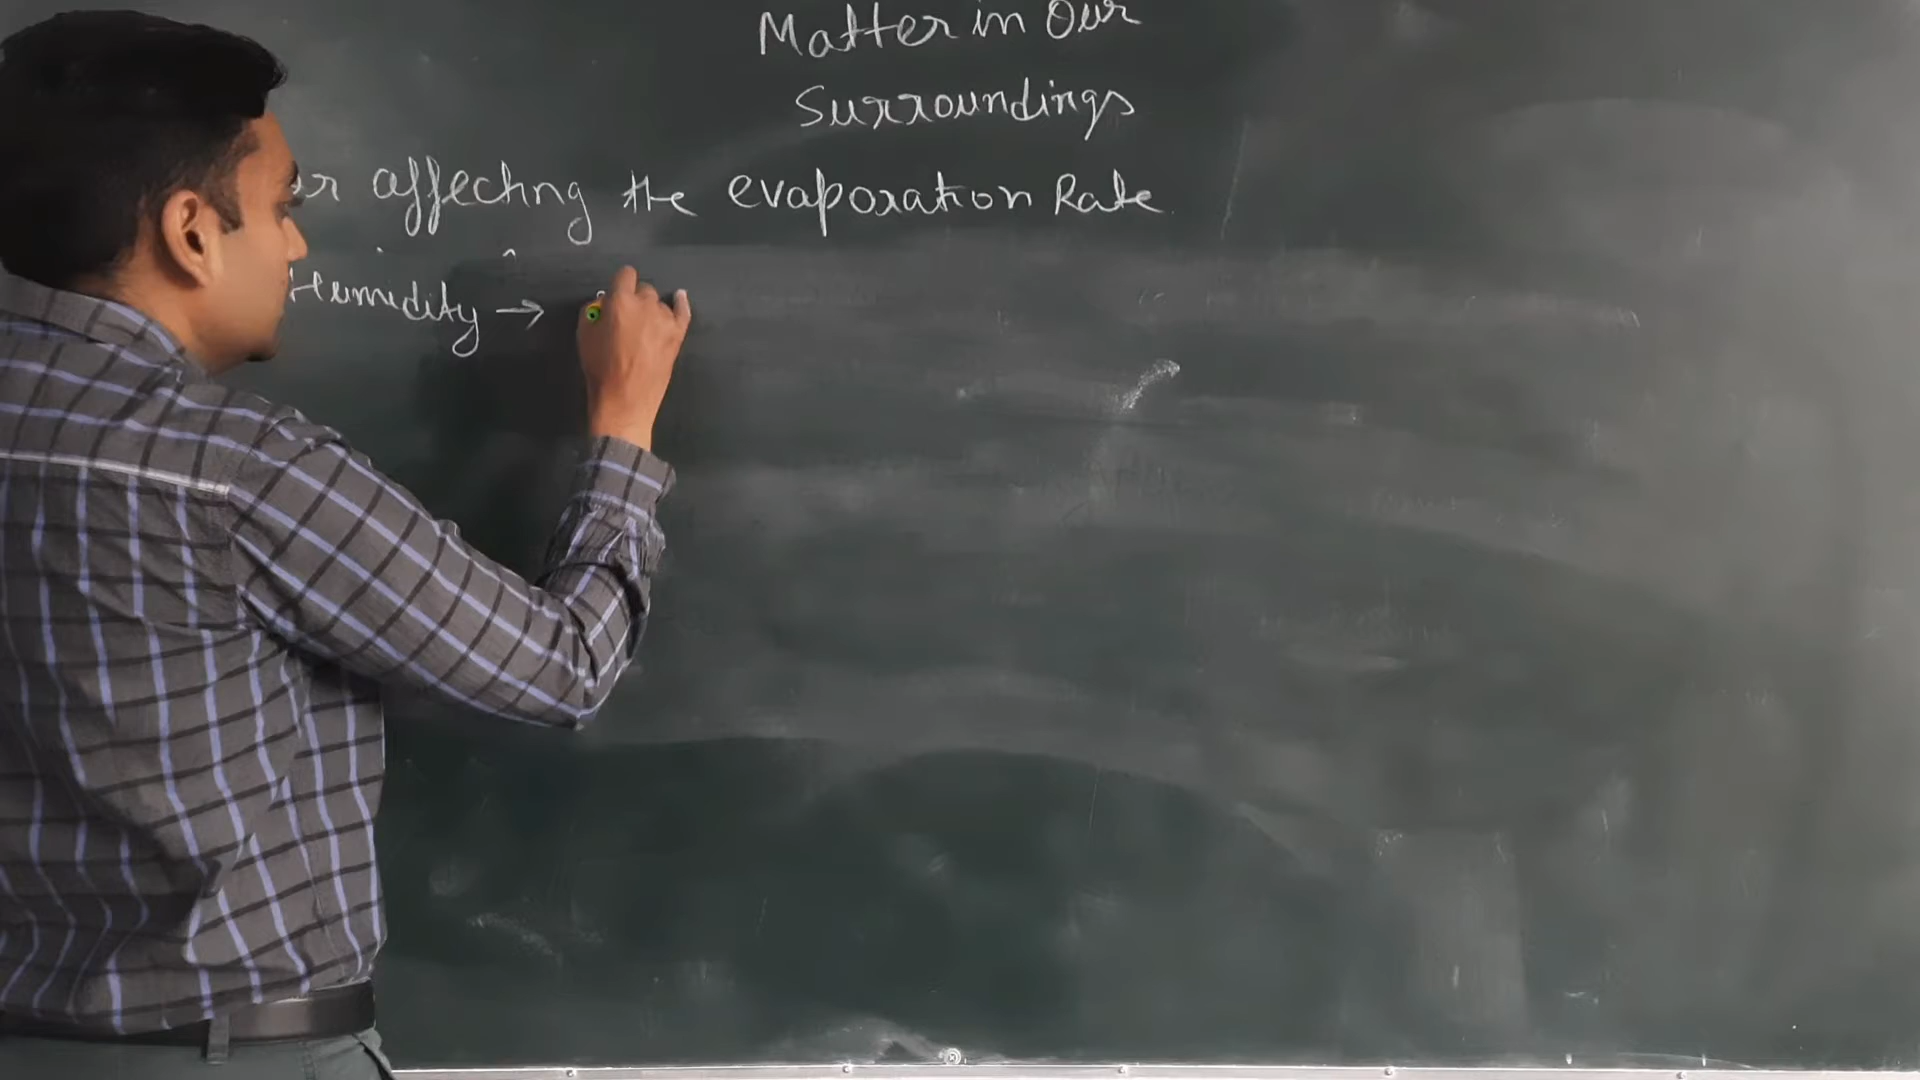 Matter in Our
Surroundings
affecting the evaporation Rate
Humidity →